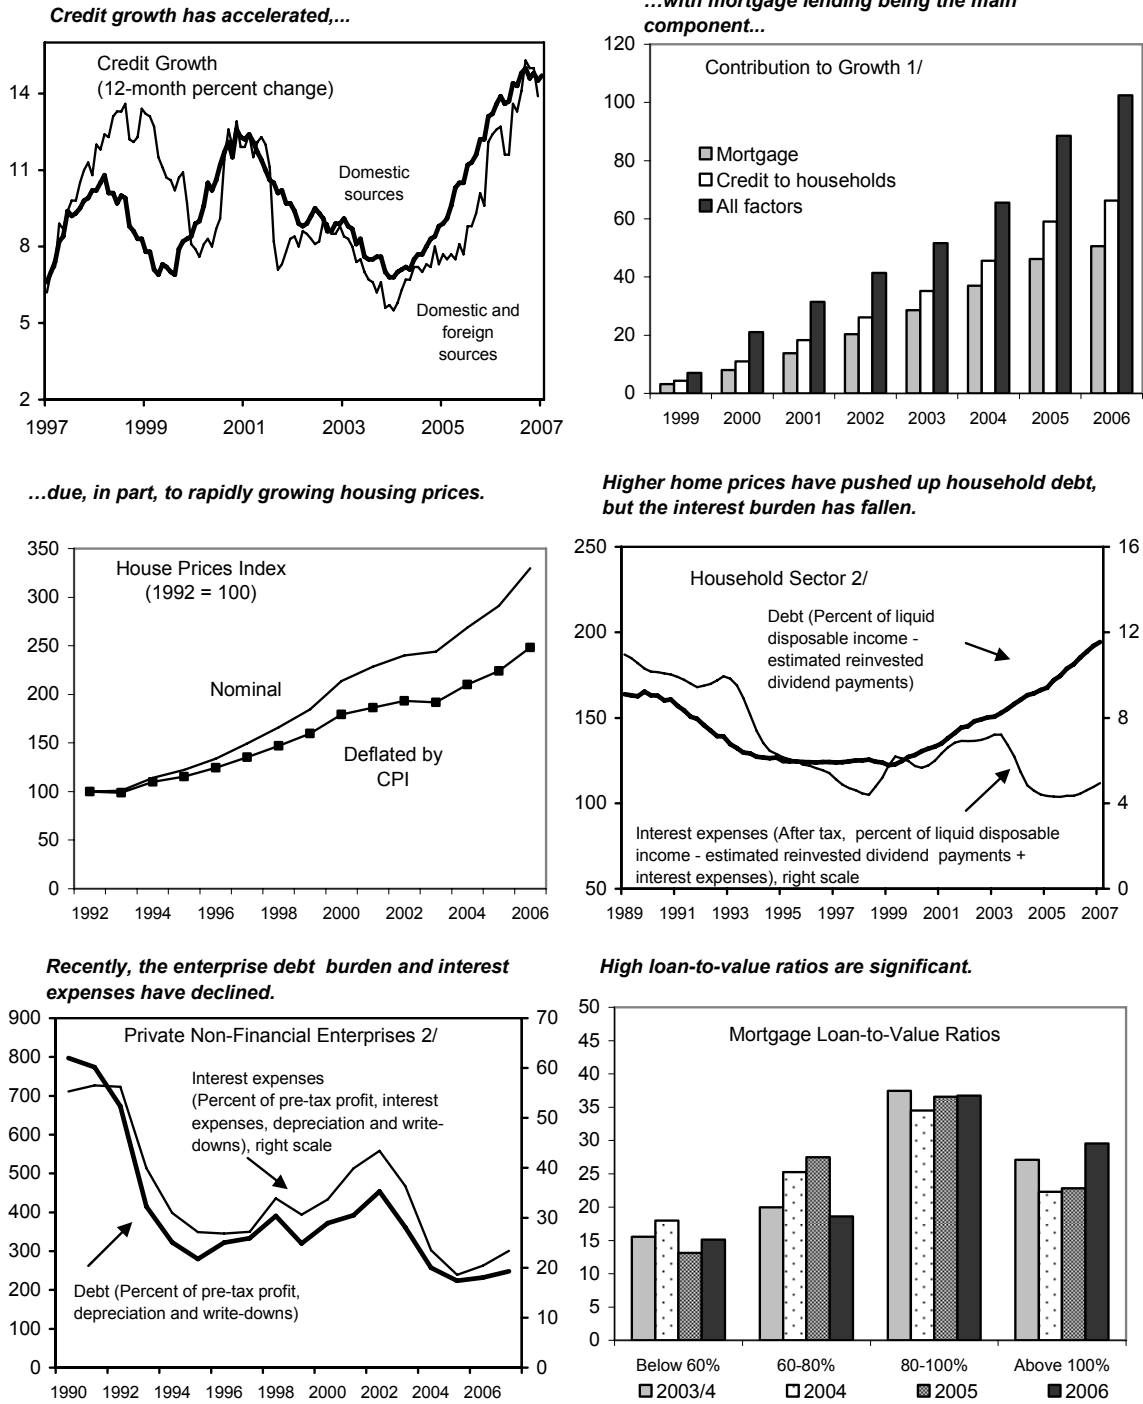 Credit growth has accelerated,...
Credit Growth
(12-month percent change)
14
11
8
5
2
Domestic
sources
Domestic and
foreign
sources
1997 1999 2001 2003 2005 2007
…with mortgage lending being the main
component...
120
100
80
60
40
20
0
Contribution to Growth 1/
Mortgage
Credit to households
All factors
1999 2000 2001 2002 2003 2004 2005 2006
…due, in part, to rapidly growing housing prices.
350
300
250
200
150
100
50
0
House Prices Index
(1992 = 100)
Nominal
Deflated by
CPI
1992 1994 1996 1998 2000 2002 2004 2006
Higher home prices have pushed up household debt,
but the interest burden has fallen.
250
200
150
100
50
16
12
8
4
0
Household Sector 2/
Debt (Percent of liquid
disposable income -
estimated reinvested
dividend payments)
Interest expenses (After tax, percent of liquid disposable
income - estimated reinvested dividend payments +
interest expenses), right scale
1989 1991 1993 1995 1997 1999 2001 2003 2005 2007
Recently, the enterprise debt burden and interest
expenses have declined.
900
800
700
600
500
400
300
200
100
0
70
60
50
40
30
20
10
0
Private Non-Financial Enterprises 2/
Interest expenses
(Percent of pre-tax profit, interest
expenses, depreciation and write-
downs), right scale
Debt (Percent of pre-tax profit,
depreciation and write-downs)
1990 1992 1994 1996 1998 2000 2002 2004 2006
High loan-to-value ratios are significant.
50
45
40
35
30
25
20
15
10
5
0
Mortgage Loan-to-Value Ratios
Below 60% 60-80% 80-100% Above 100%
2003/4 2004 2005 2006